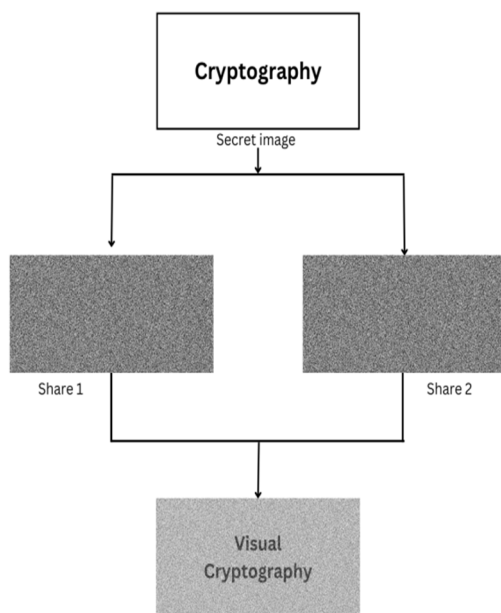 Cryptography
Secret image
Share 1
Share 2
Visual
Cryptography